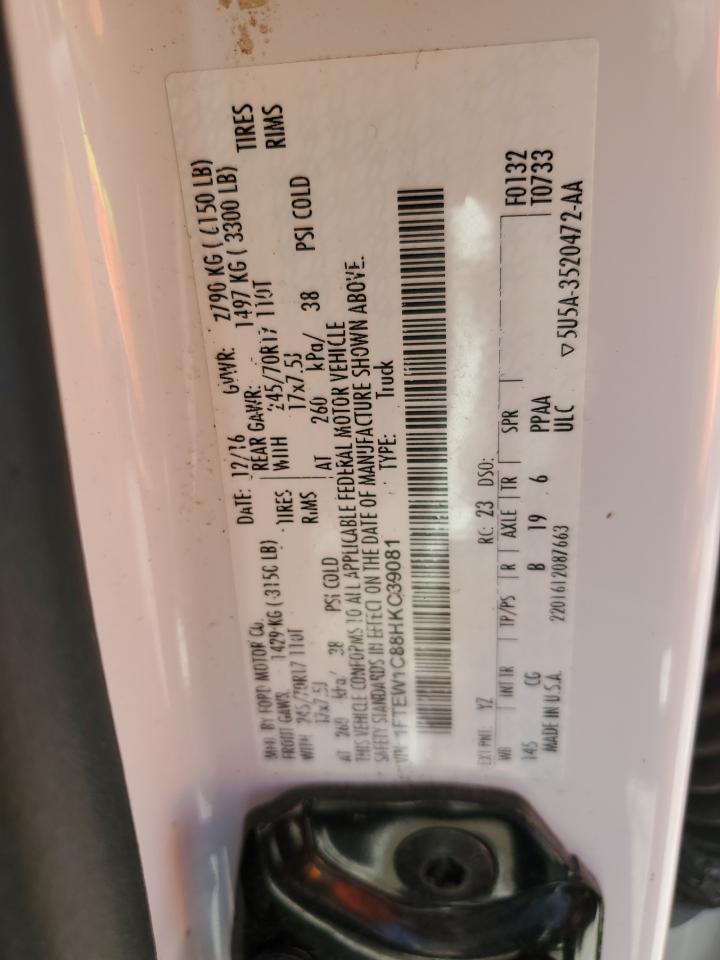 MFD. BY FORD MOTOR CO.
DATE: 12/16 GVWR: 2790 KG ( 6150 LB)
FRONT GAWR: 1429 KG ( 3150 LB) REAR GAWR: 1497 KG ( 3300 LB)
WITH 245/70R17 110T TIRES WITH 245/70R17 110T TIRES
17x7.5J RIMS 17x7.5J RIMS
AT 260 kPa/ 38 PSI COLD AT 260 kPa/ 38 PSI COLD
THIS VEHICLE CONFORMS TO ALL APPLICABLE FEDERAL MOTOR VEHICLE
SAFETY STANDARDS IN EFFECT ON THE DATE OF MANUFACTURE SHOWN ABOVE.
VIN: 1FTEW1C88HKC39081 TYPE: Truck
EXT PNT: YZ RC: 23 DSO: F0132
T0733
WB INT TR TP/PS R AXLE TR SPR
145 CG B 19 6 PPAA
MADE IN U.S.A. 2201612087663 ULC ▽5U5A-3520472-AA